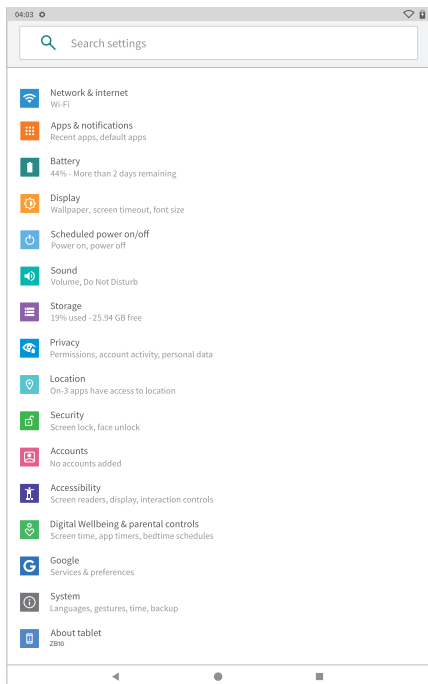 04:03
Search settings
Network & internet
Wi-Fi
Apps & notifications
Recent apps, default apps
Battery
44% - More than 2 days remaining
Display
Wallpaper, screen timeout, font size
Scheduled power on/off
Power on, power off
Sound
Volume, Do Not Disturb
Storage
19% used - 25.94 GB free
Privacy
Permissions, account activity, personal data
Location
On-3 apps have access to location
Security
Screen lock, face unlock
Accounts
No accounts added
Accessibility
Screen readers, display, interaction controls
Digital Wellbeing & parental controls
Screen time, app timers, bedtime schedules
G Google
Services & preferences
System
Languages, gestures, time, backup
About tablet
ZB10